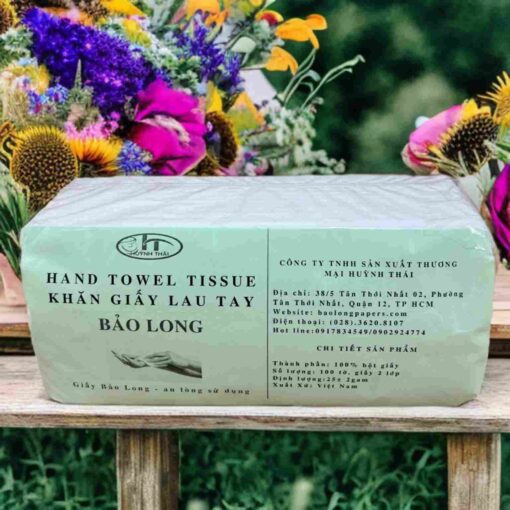 ht
HUỲNH THÁI
HAND TOWEL TISSUE
KHĂN GIẤY LAU TAY
BẢO LONG
Giấy Bảo Long - an lòng sử dụng
CÔNG TY TNHH SẢN XUẤT THƯƠNG
MẠI HUỲNH THÁI
Địa chỉ: 38/5 Tân Thới Nhất 02, Phường
Tân Thới Nhất, Quận 12, TP HCM
Website: baolongpapers.com
Điện thoại: (028).3620.8107
Hot line:0917834549/0902924774
CHI TIẾT SẢN PHẨM
Thành phần: 100% bột giấy
Số lượng: 100 tờ, giấy 2 lớp
Định lượng:25± 2gam
Xuất Xứ: Việt Nam